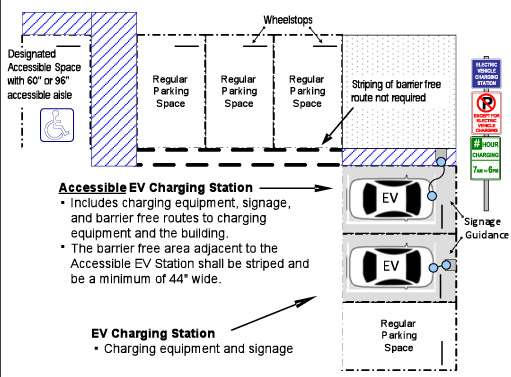 Wheelstops
Designated
Accessible Space
with 60" or 96"
accessible aisle
Regular
Parking
Space
Regular
Parking
Space
Regular
Parking
Space
Striping of barrier free
route not required
ELECTRIC
VEHICLE
CHARGING
STATION
P
EXCEPT FOR
ELECTRIC
VEHICLE
CHARGING
# HOUR
CHARGING
7AM TO 6PM
Accessible EV Charging Station
• Includes charging equipment, signage,
and barrier free routes to charging
equipment and the building.
• The barrier free area adjacent to the
Accessible EV Station shall be striped and
be a minimum of 44" wide.
EV
Signage
Guidance
EV
EV Charging Station
• Charging equipment and signage
Regular
Parking
Space